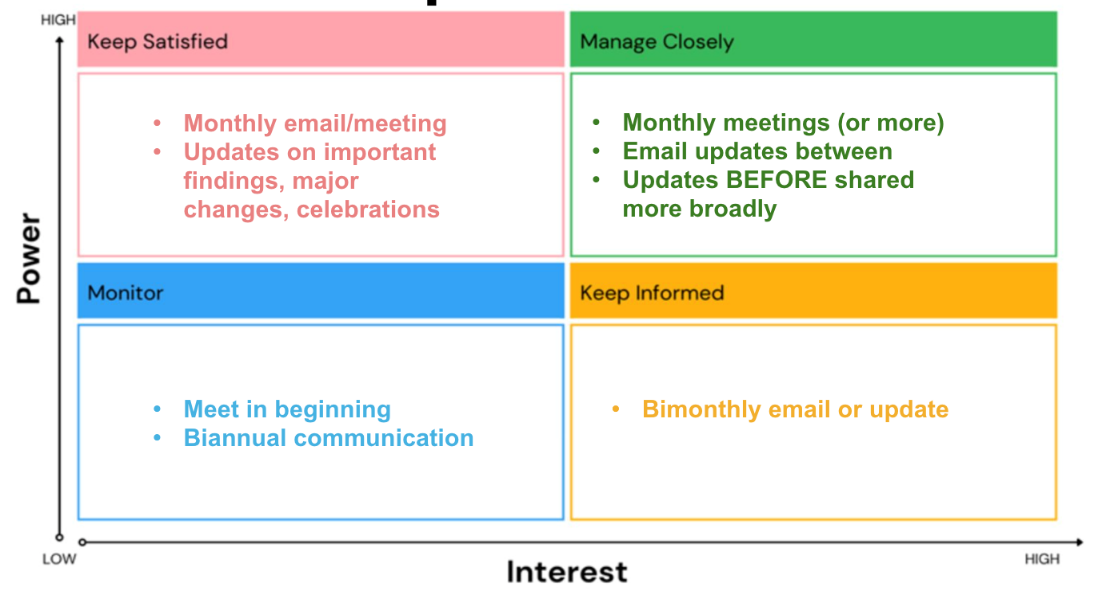 HIGH
Keep Satisfied
Manage Closely
• Monthly email/meeting
• Updates on important
findings, major
changes, celebrations
• Monthly meetings (or more)
• Email updates between
• Updates BEFORE shared
more broadly
Power
Monitor
Keep Informed
• Meet in beginning
• Biannual communication
• Bimonthly email or update
LOW
Interest
HIGH